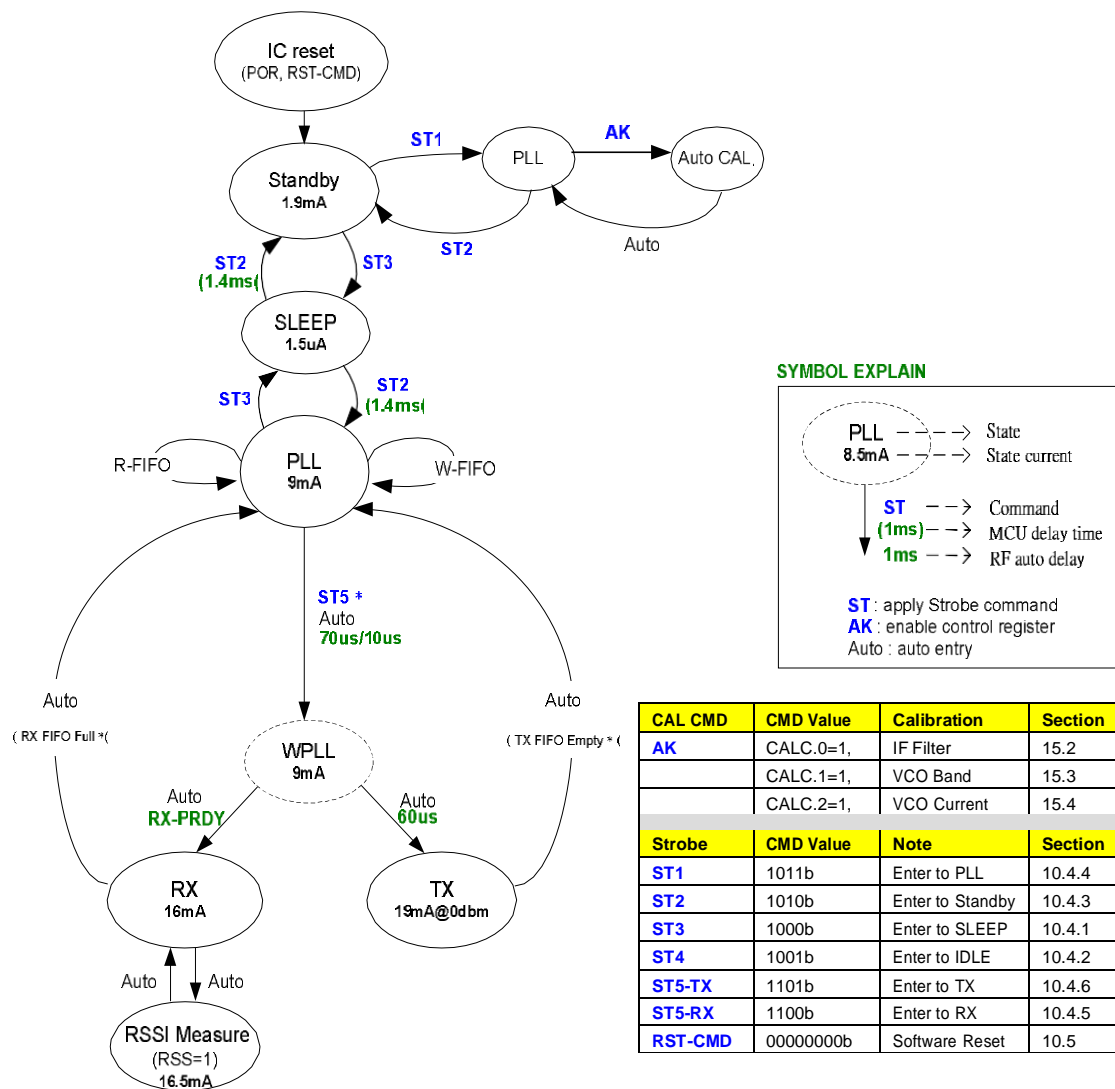 IC reset
(POR, RST-CMD)
ST1
AK
PLL
Auto CAL.
Standby
1.9mA
ST2
Auto
ST2
(1.4ms(
ST3
SLEEP
1.5uA
ST3
ST2
(1.4ms(
R-FIFO
PLL
9mA
W-FIFO
ST5 *
Auto
70us/10us
Auto
( RX FIFO Full *(
Auto
( TX FIFO Empty * (
WPLL
9mA
Auto
RX-PRDY
Auto
60us
RX
16mA
TX
19mA@0dbm
Auto
Auto
RSSI Measure
(RSS=1)
16.5mA
SYMBOL EXPLAIN
PLL
State
8.5mA
State current
ST
Command
(1ms)
MCU delay time
1ms
RF auto delay
ST : apply Strobe command
AK : enable control register
Auto : auto entry
CAL CMD CMD Value Calibration Section
AK CALC.0=1, IF Filter 15.2
CALC.1=1, VCO Band 15.3
CALC.2=1, VCO Current 15.4
Strobe CMD Value Note Section
ST1 1011b Enter to PLL 10.4.4
ST2 1010b Enter to Standby 10.4.3
ST3 1000b Enter to SLEEP 10.4.1
ST4 1001b Enter to IDLE 10.4.2
ST5-TX 1101b Enter to TX 10.4.6
ST5-RX 1100b Enter to RX 10.4.5
RST-CMD 00000000b Software Reset 10.5